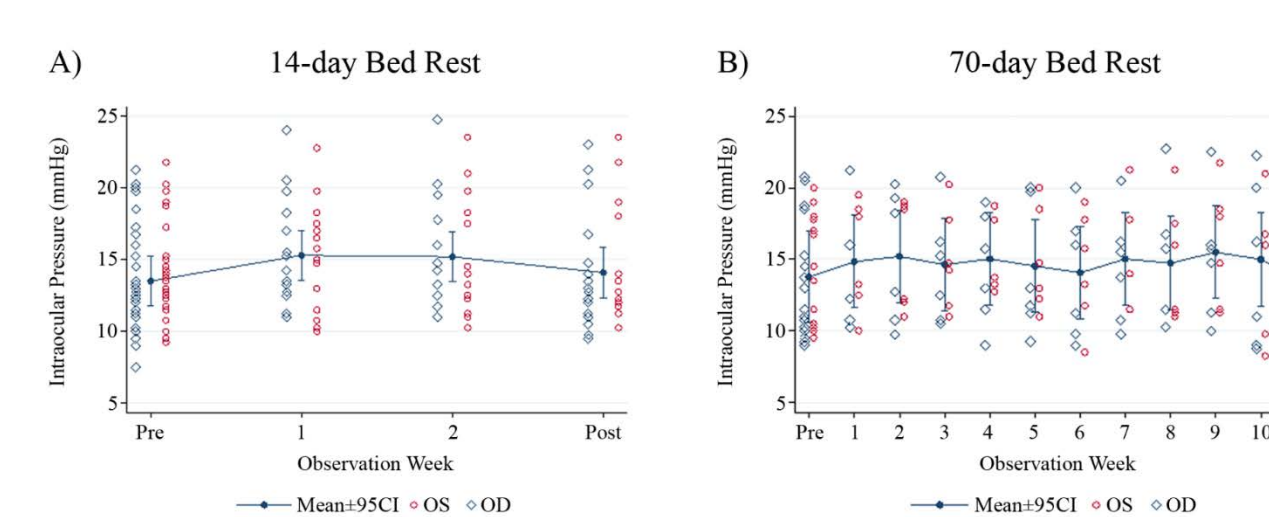 A) 14-day Bed Rest
Intraocular Pressure (mmHg)
25
20
15
10
5
Pre 1 2 Post
Observation Week
Mean±95CI OS OD
B) 70-day Bed Rest
Intraocular Pressure (mmHg)
25
20
15
10
5
Pre 1 2 3 4 5 6 7 8 9 10
Observation Week
Mean±95CI OS OD